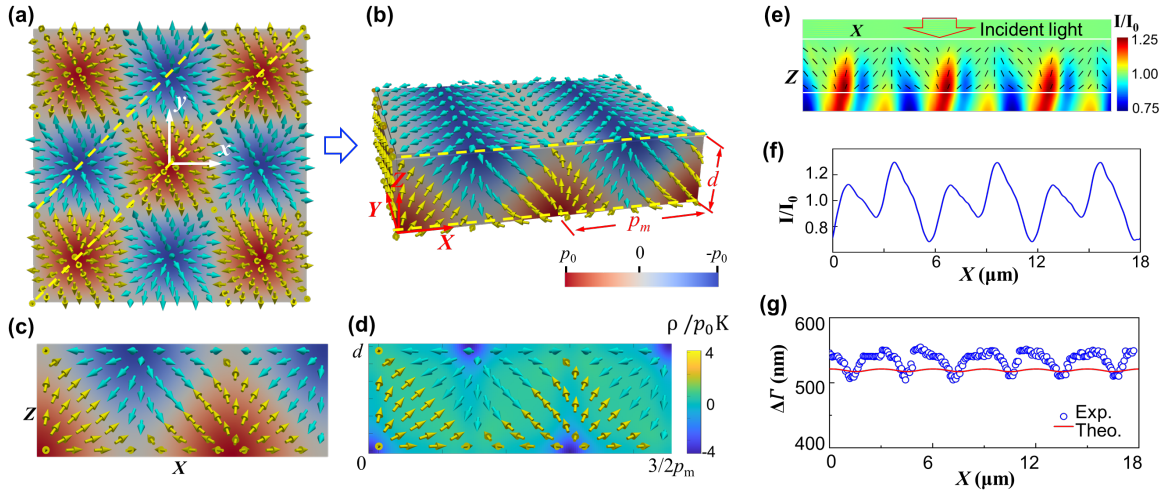 (a)
y
x
(b)
Z
Y
X
d
pₘ
p₀ 0 -p₀
(c)
Z
X
(d)
ρ /p₀K
d
0
3/2pₘ
4
0
-4
(e)
X
Incident light
I/I₀
Z
1.25
1.00
0.75
(f)
I/I₀
1.2
1.0
0.8
0 6 12 18
X (μm)
(g)
ΔΓ (nm)
600
500
400
Exp.
Theo.
0 6 12 18
X (μm)